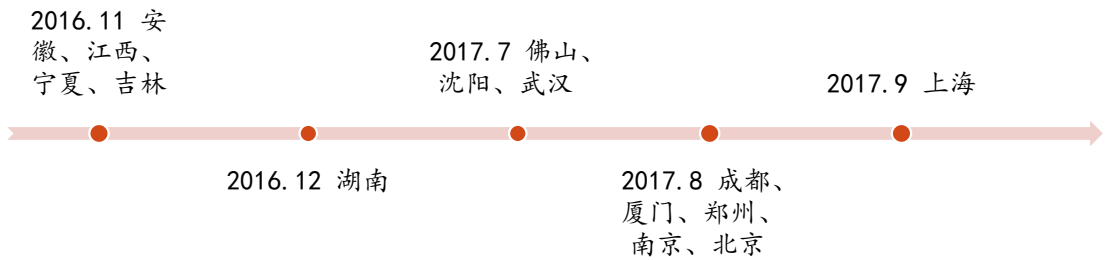 2016.11 安
徽、江西、
宁夏、吉林
2016.12 湖南
2017.7 佛山、
沈阳、武汉
2017.8 成都、
厦门、郑州、
南京、北京
2017.9 上海